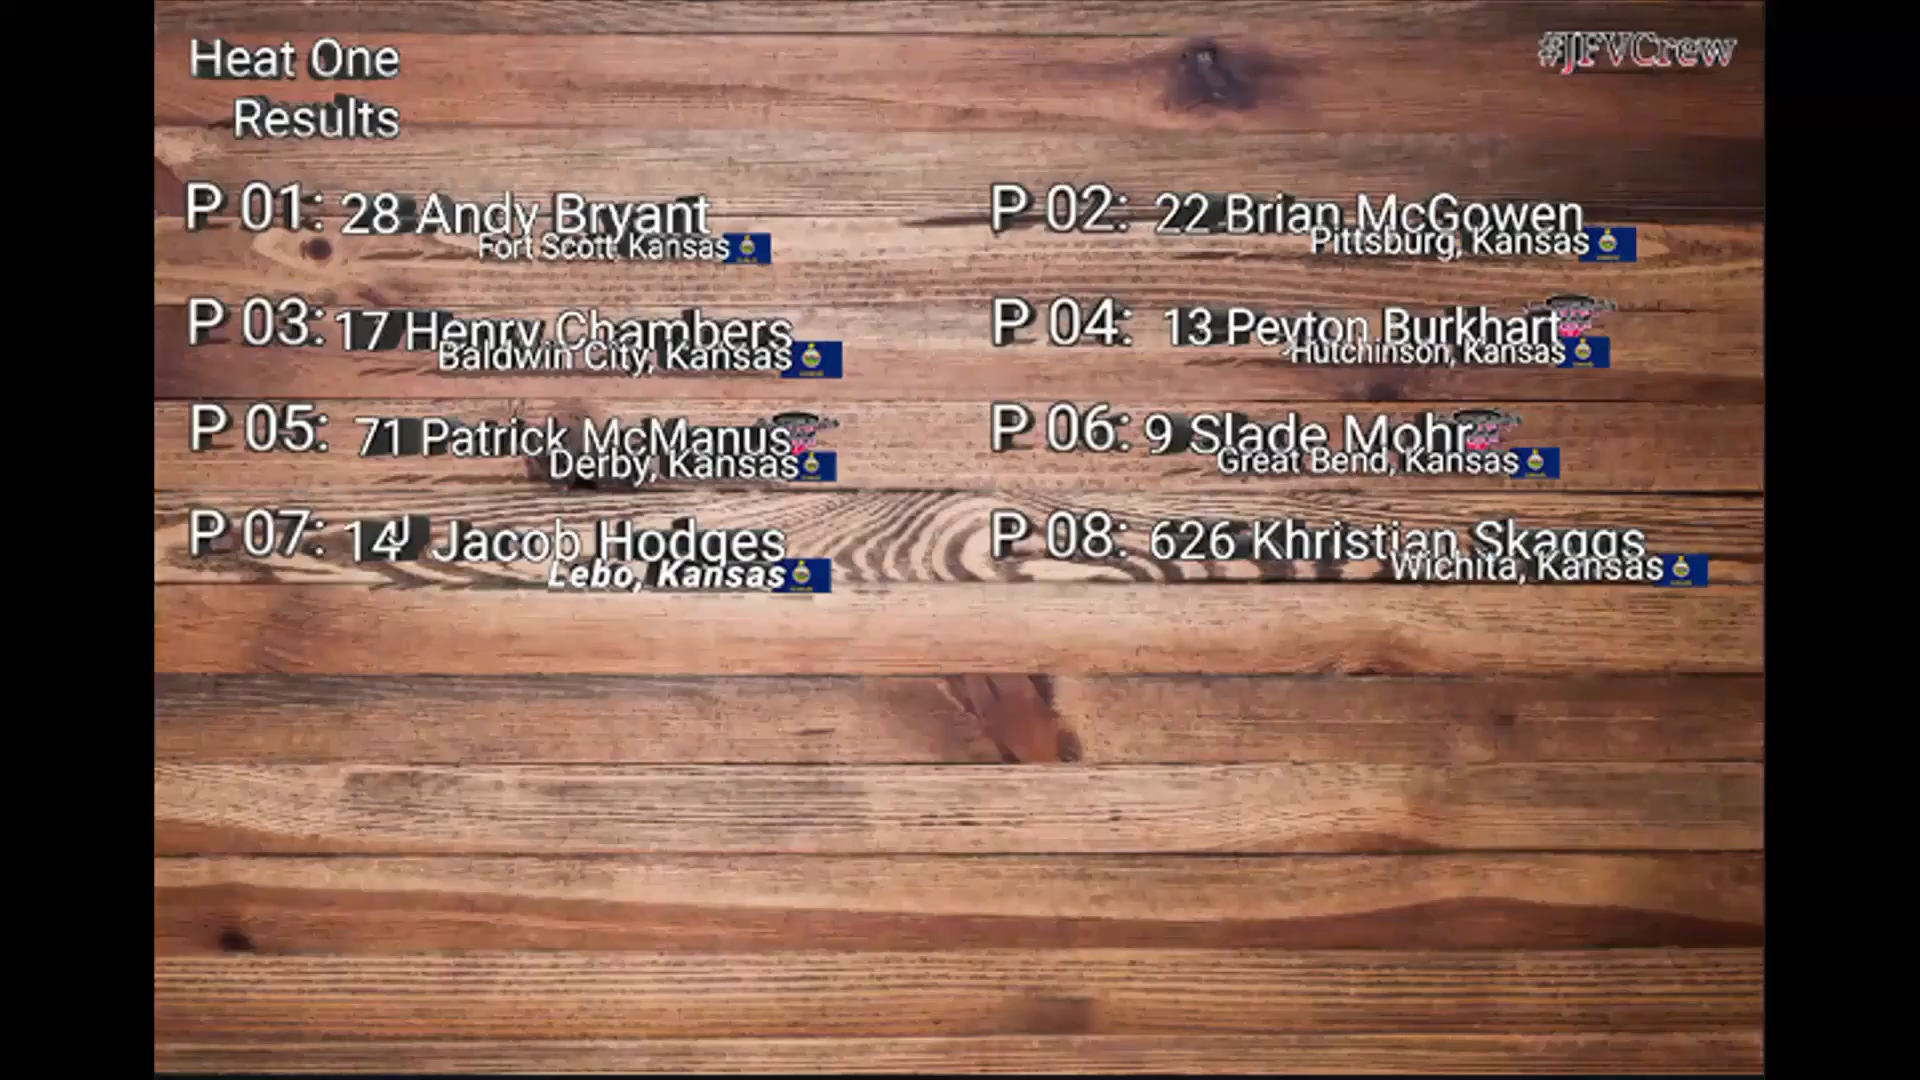 Heat One
Results
#JFVCrew
P 01: 28 Andy Bryant
Fort Scott, Kansas
P 02: 22 Brian McGowen
Pittsburg, Kansas
P 03: 17 Henry Chambers
Baldwin City, Kansas
P 04: 13 Peyton Burkhart
Hutchinson, Kansas
P 05: 71 Patrick McManus
Derby, Kansas
P 06: 9 Slade Mohr
Great Bend, Kansas
P 07: 14J Jacob Hodges
Lebo, Kansas
P 08: 626 Khristian Skaggs
Wichita, Kansas